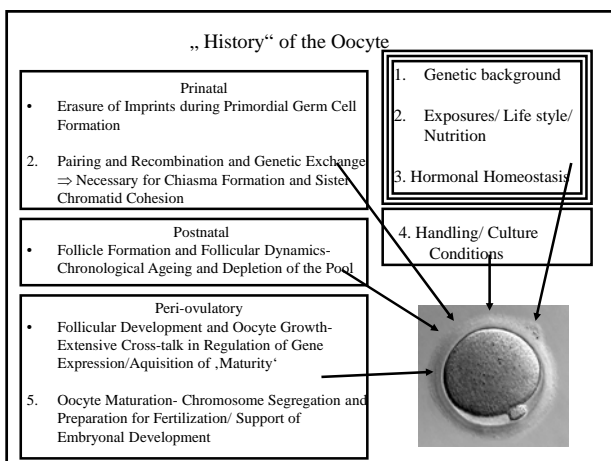 „ History“ of the Oocyte
Prinatal
• Erasure of Imprints during Primordial Germ Cell
Formation
2. Pairing and Recombination and Genetic Exchange
⇒ Necessary for Chiasma Formation and Sister
Chromatid Cohesion
Postnatal
• Follicle Formation and Follicular Dynamics-
Chronological Ageing and Depletion of the Pool
Peri-ovulatory
• Follicular Development and Oocyte Growth-
Extensive Cross-talk in Regulation of Gene
Expression/Aquisition of ‚Maturity‘
5. Oocyte Maturation- Chromosome Segregation and
Preparation for Fertilization/ Support of
Embryonal Development
1. Genetic background
2. Exposures/ Life style/
Nutrition
3. Hormonal Homeostasis
4. Handling/ Culture
Conditions